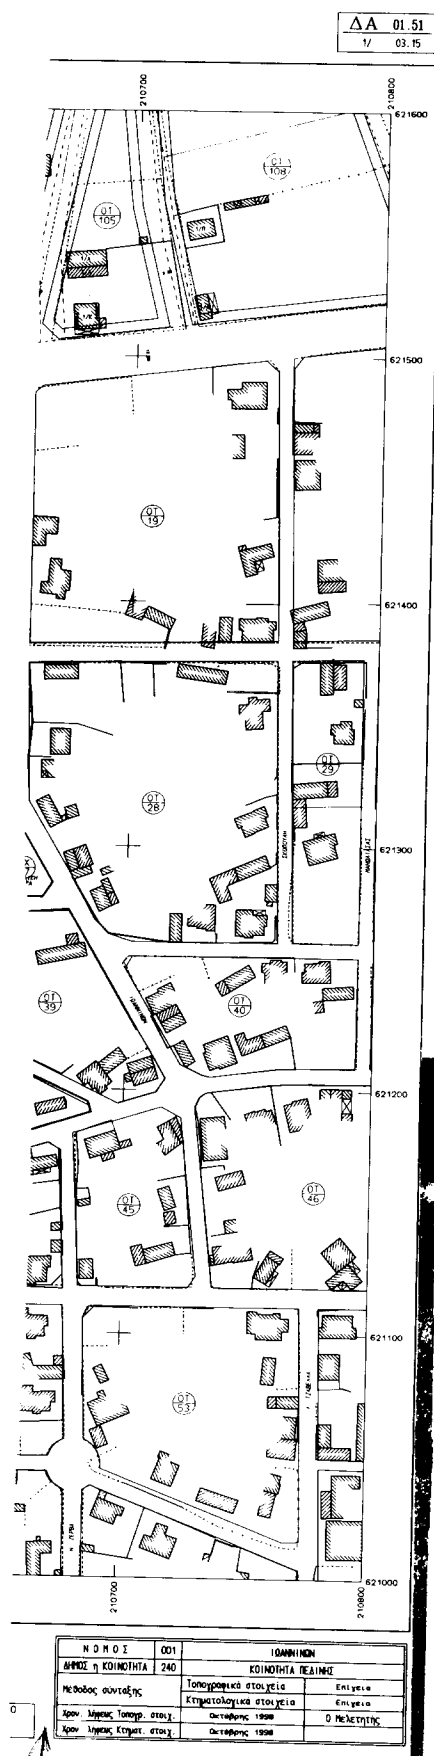 ΔΑ 01.51
1/ 03.15
210700
210800
621600
ΟΤ
108
ΟΤ
105
621500
ΟΤ
19
621400
ΟΤ
29
ΟΤ
28
621300
ΟΤ
39
ΟΤ
40
621200
ΟΤ
45
ΟΤ
46
621100
ΟΤ
53
621000
210700
210800
ΝΟΜΟΣ 001 ΙΩΑΝΝΙΝΩΝ
ΔΗΜΟΣ η ΚΟΙΝΟΤΗΤΑ 240 ΚΟΙΝΟΤΗΤΑ ΠΕΔΙΝΗΣ
Μέθοδος σύνταξης Τοπογραφικά στοιχεία Επίγεια
Κτηματολογικά στοιχεία Επίγεια
Χρον. λήψεως Τοπογρ. στοιχ. Οκτώβρης 1998 Ο Μελετητής
Χρον. λήψεως Κτηματ. στοιχ. Οκτώβρης 1998